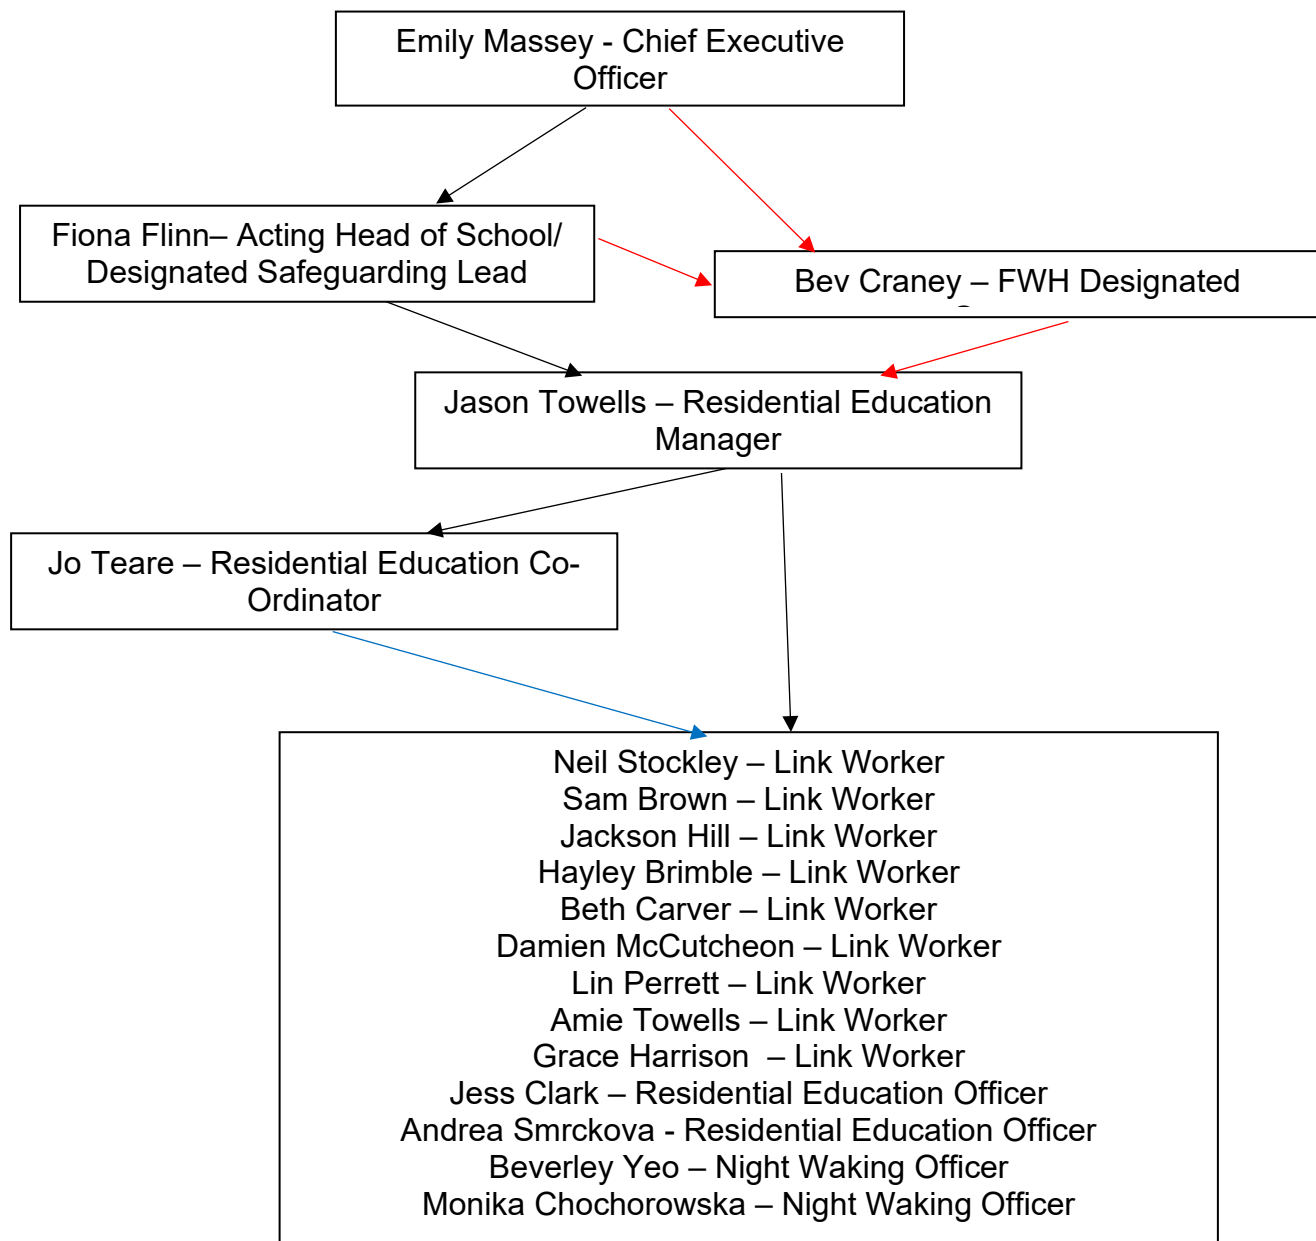 Emily Massey - Chief Executive
Officer
Fiona Flinn– Acting Head of School/
Designated Safeguarding Lead
Bev Craney – FWH Designated
Jason Towells – Residential Education
Manager
Jo Teare – Residential Education Co-
Ordinator
Neil Stockley – Link Worker
Sam Brown – Link Worker
Jackson Hill – Link Worker
Hayley Brimble – Link Worker
Beth Carver – Link Worker
Damien McCutcheon – Link Worker
Lin Perrett – Link Worker
Amie Towells – Link Worker
Grace Harrison  – Link Worker
Jess Clark – Residential Education Officer
Andrea Smrckova - Residential Education Officer
Beverley Yeo – Night Waking Officer
Monika Chochorowska – Night Waking Officer